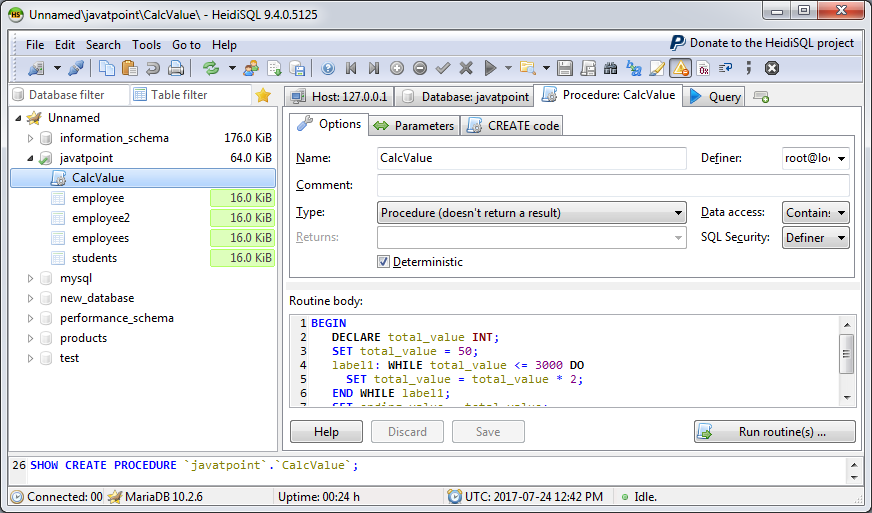 Unnamed\javatpoint\CalcValue\ - HeidiSQL 9.4.0.5125
File Edit Search Tools Go to Help
Donate to the HeidiSQL project
Database filter Table filter
Host: 127.0.0.1 Database: javatpoint Procedure: CalcValue Query
Unnamed
information_schema 176.0 KiB
javatpoint 64.0 KiB
CalcValue
employee 16.0 KiB
employee2 16.0 KiB
employees 16.0 KiB
students 16.0 KiB
mysql
new_database
performance_schema
products
test
Options Parameters CREATE code
Name: CalcValue Definer: root@lo
Comment:
Type: Procedure (doesn't return a result) Data access: Contains
Returns: SQL Security: Definer
Deterministic
Routine body:
1 BEGIN
2 DECLARE total_value INT;
3 SET total_value = 50;
4 label1: WHILE total_value <= 3000 DO
5 SET total_value = total_value * 2;
6 END WHILE label1;
Help Discard Save Run routine(s) ...
26 SHOW CREATE PROCEDURE `javatpoint`.`CalcValue`;
Connected: 00 MariaDB 10.2.6 Uptime: 00:24 h UTC: 2017-07-24 12:42 PM Idle.